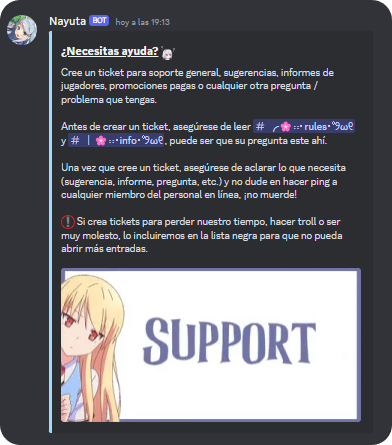 Nayuta BOT hoy a las 19:13
¿Necesitas ayuda?
Cree un ticket para soporte general, sugerencias, informes de
jugadores, promociones pagas o cualquier otra pregunta /
problema que tengas.
Antes de crear un ticket, asegúrese de leer # ╭🌸::・rules・
y # ┃🌸::・info・ , puede ser que su pregunta este ahí.
Una vez que cree un ticket, asegúrese de aclarar lo que necesita
(sugerencia, informe, pregunta, etc.) y no dude en hacer ping a
cualquier miembro del personal en línea, ¡no muerde!
❗Si crea tickets para perder nuestro tiempo, hacer troll o ser
muy molesto, lo incluiremos en la lista negra para que no pueda
abrir más entradas.
SUPPORT